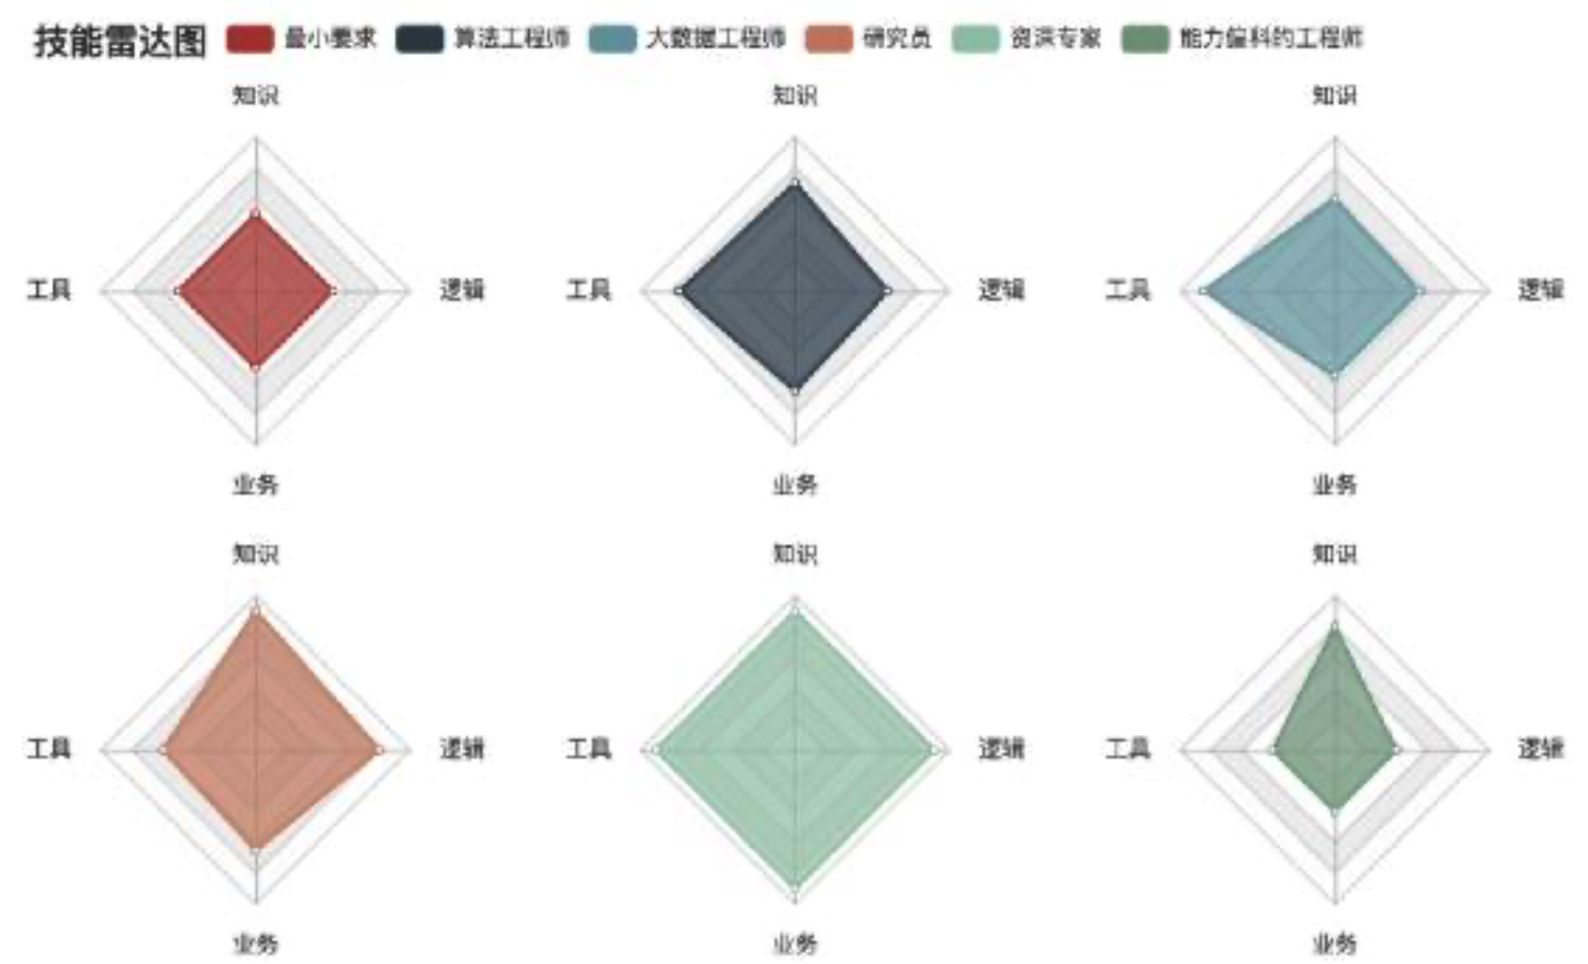 技能雷达图 最小要求 算法工程师 大数据工程师 研究员 资深专家 能力偏科的工程师
知识 知识 知识
工具 逻辑 工具 逻辑 工具 逻辑
业务 业务 业务
知识 知识 知识
工具 逻辑 工具 逻辑 工具 逻辑
业务 业务 业务